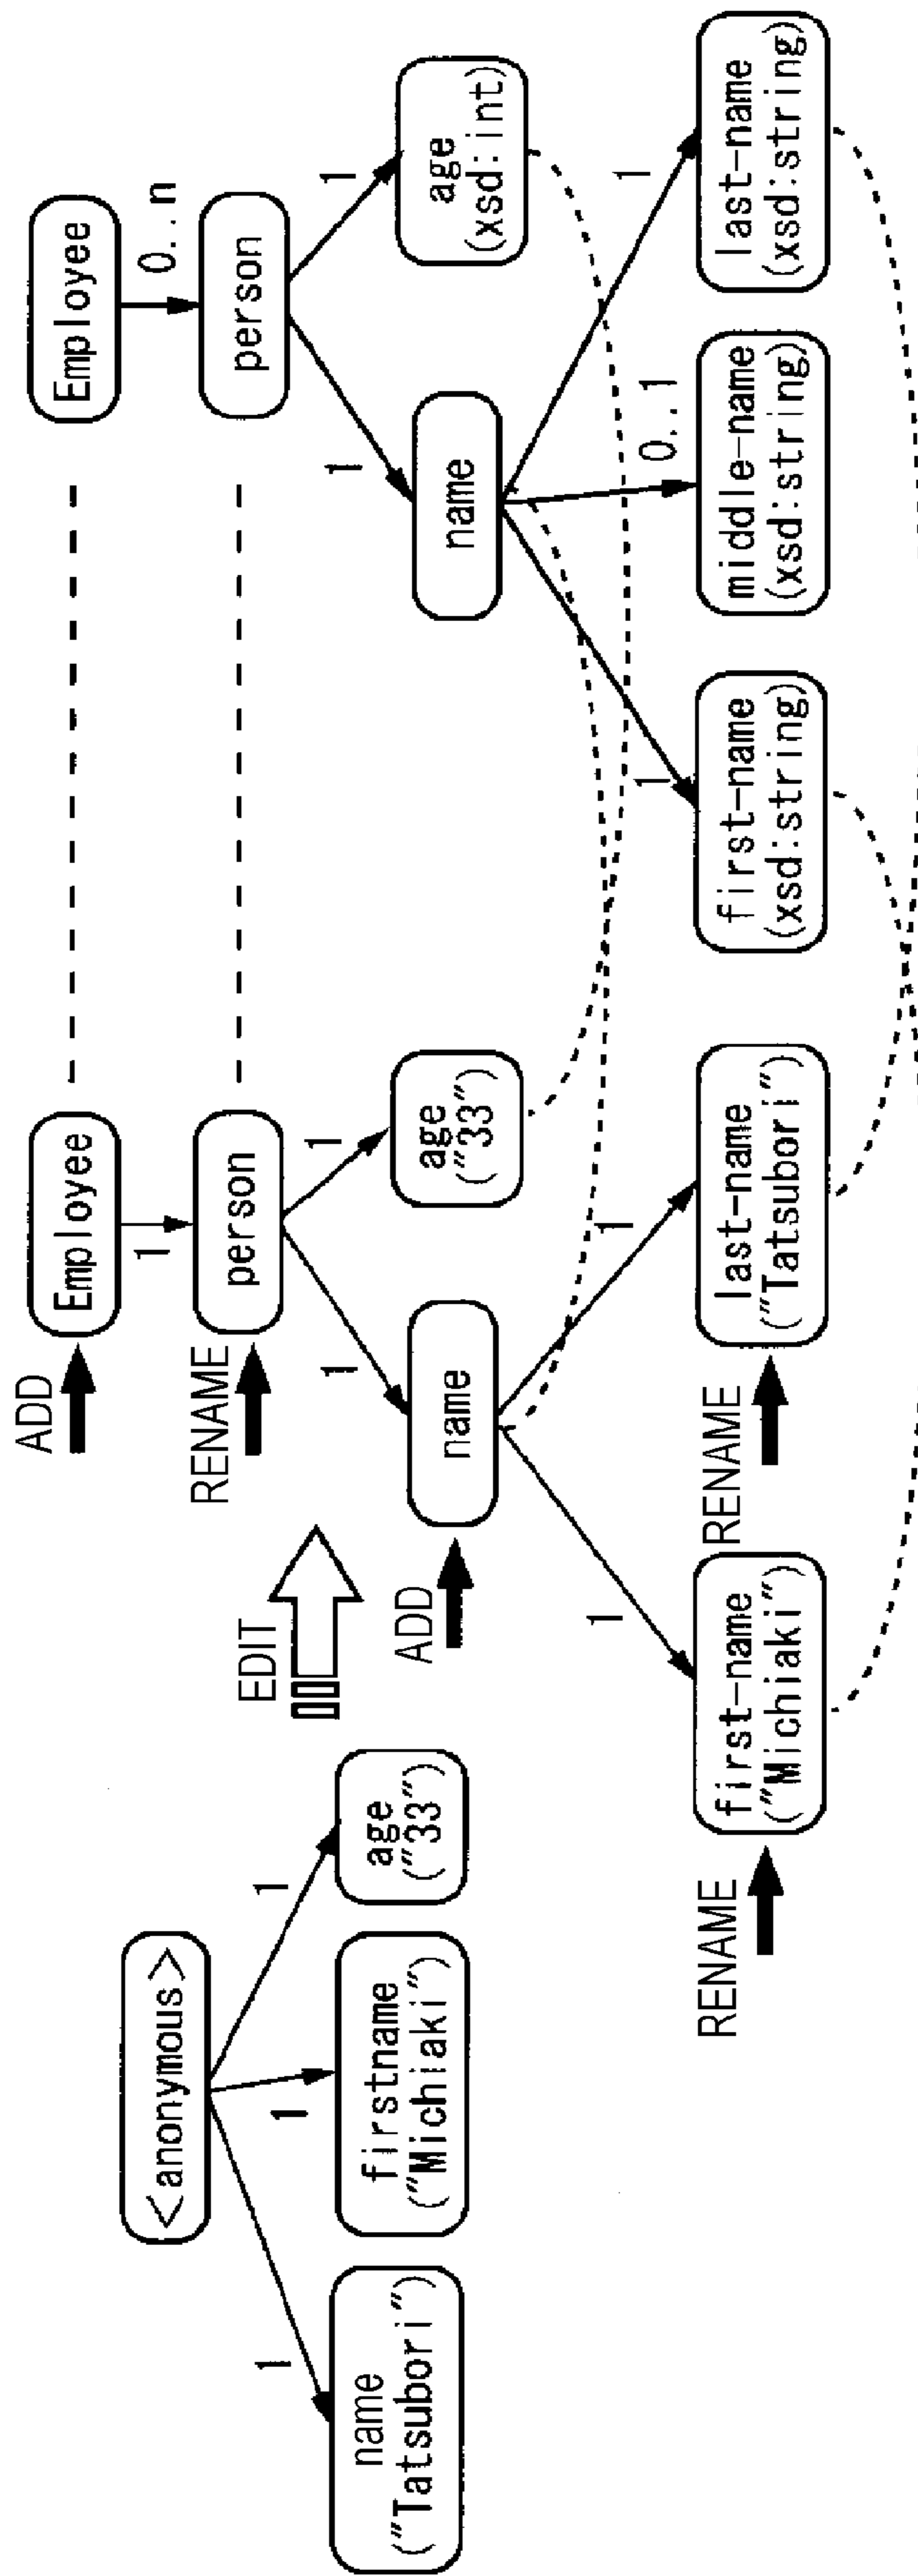 <anonymous>
1
1
1
name
("Tatsubori")
firstname
("Michiaki")
age
("33")
EDIT
ADD
Employee
1
RENAME
person
1
1
ADD
name
age
("33")
1
1
RENAME
first-name
("Michiaki")
RENAME
last-name
("Tatsubori")
Employee
0..n
person
1
1
name
age
(xsd:int)
1
0..1
1
first-name
(xsd:string)
middle-name
(xsd:string)
last-name
(xsd:string)